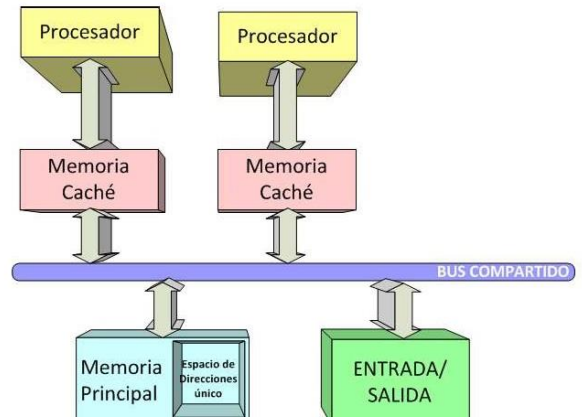 Procesador
Procesador
Memoria
Caché
Memoria
Caché
BUS COMPARTIDO
Memoria
Principal
Espacio de
Direcciones
único
ENTRADA/
SALIDA